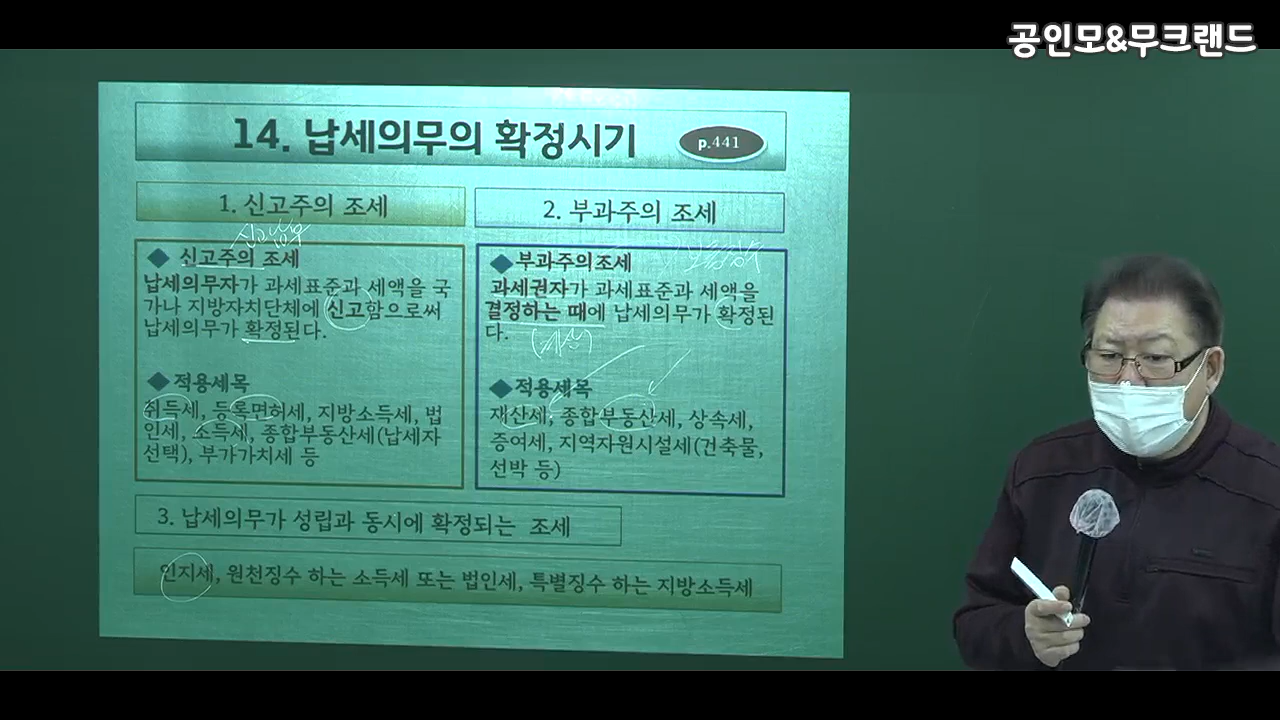 공인모&무크랜드
14. 납세의무의 확정시기
p.441
1. 신고주의 조세
신고납부
◆ 신고주의 조세
납세의무자가 과세표준과 세액을 국
가나 지방자치단체에 신고함으로써
납세의무가 확정된다.
◆ 적용세목
취득세, 등록면허세, 지방소득세, 법
인세, 소득세, 종합부동산세(납세자
선택), 부가가치세 등
2. 부과주의 조세
보통징수
◆ 부과주의조세
과세권자가 과세표준과 세액을
결정하는 때에 납세의무가 확정된
다.
◆ 적용세목
재산세, 종합부동산세, 상속세,
증여세, 지역자원시설세(건축물,
선박 등)
3. 납세의무가 성립과 동시에 확정되는 조세
인지세, 원천징수 하는 소득세 또는 법인세, 특별징수 하는 지방소득세